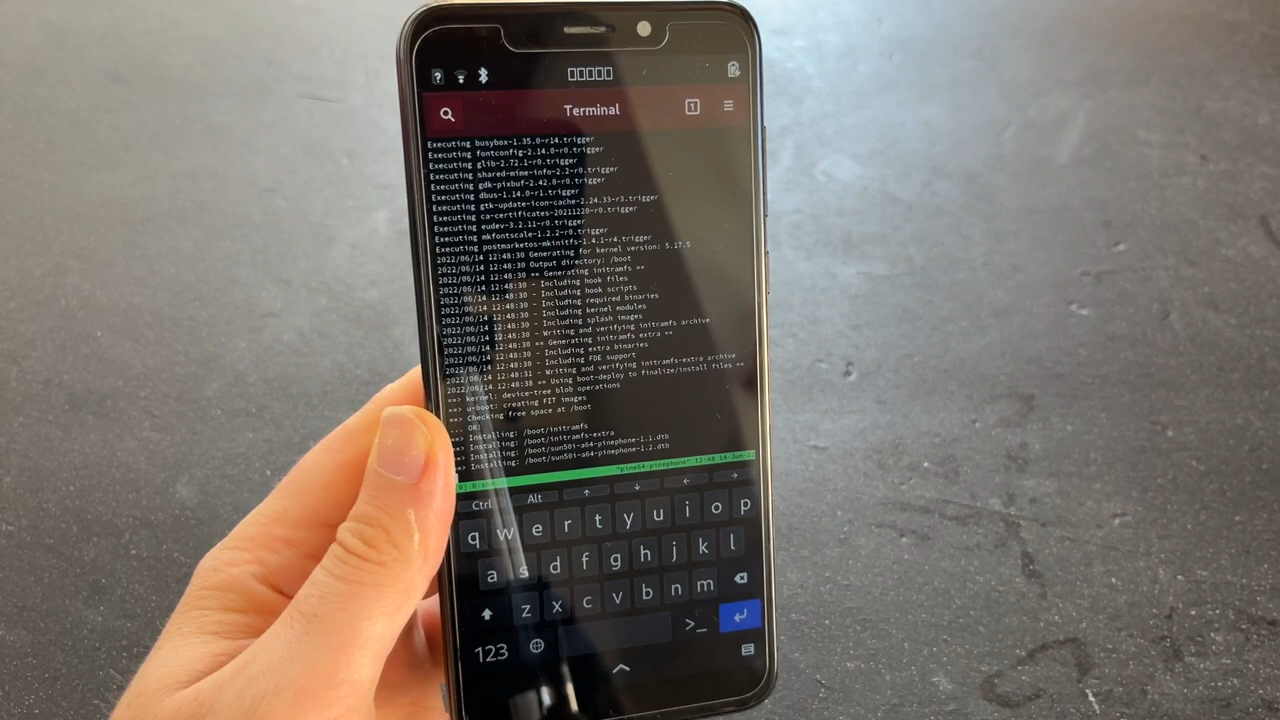 Terminal
1
Executing busybox-1.35.0-r14.trigger
Executing fontconfig-2.14.0-r0.trigger
Executing glib-2.72.1-r0.trigger
Executing shared-mime-info-2.2-r0.trigger
Executing gdk-pixbuf-2.42.8-r0.trigger
Executing dbus-1.14.0-r1.trigger
Executing gtk-update-icon-cache-2.24.33-r3.trigger
Executing ca-certificates-20211220-r0.trigger
Executing eudev-3.2.11-r0.trigger
Executing mkfontscale-1.2.2-r0.trigger
Executing postmarketos-mkinitfs-1.4.1-r4.trigger
2022/06/14 12:48:30 Generating for kernel version: 5.17.5
2022/06/14 12:48:30 Output directory: /boot
2022/06/14 12:48:30 == Generating initramfs ==
2022/06/14 12:48:30 - Including hook files
2022/06/14 12:48:30 - Including hook scripts
2022/06/14 12:48:30 - Including required binaries
2022/06/14 12:48:30 - Including kernel modules
2022/06/14 12:48:30 - Including splash images
2022/06/14 12:48:30 - Writing and verifying initramfs archive
2022/06/14 12:48:30 == Generating initramfs extra ==
2022/06/14 12:48:30 - Including extra binaries
2022/06/14 12:48:30 - Including FDE support
2022/06/14 12:48:31 - Writing and verifying initramfs-extra archive
2022/06/14 12:48:38 == Using boot-deploy to finalize/install files ==
==> kernel: device-tree blob operations
==> u-boot: creating FIT images
==> Checking free space at /boot
... OK!
==> Installing: /boot/initramfs
==> Installing: /boot/initramfs-extra
==> Installing: /boot/sun50i-a64-pinephone-1.1.dtb
==> Installing: /boot/sun50i-a64-pinephone-1.2.dtb
"pine64-pinephone" 12:48 14-Jun-22
Ctrl Alt ↑ ↓ ← →
q w e r t y u i o p
a s d f g h j k l
z x c v b n m
123 >_